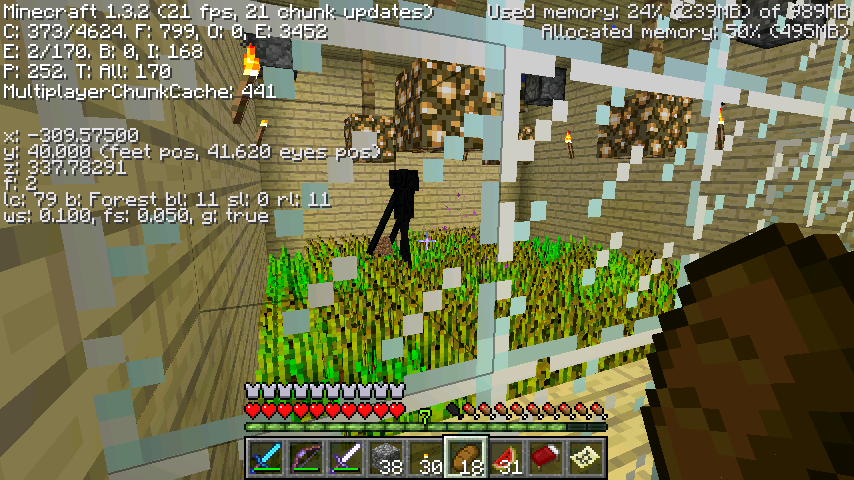 Minecraft 1.3.2 (21 fps, 21 chunk updates)
Used memory: 24% (239MB) of 989MB
C: 373/4624, F: 799, O: 0, E: 3452
Allocated memory: 50% (495MB)
E: 2/170, B: 0, I: 168
P: 252, T: All: 170
MultiplayerChunkCache: 441
x: -309.57500
y: 40.000 (feet pos, 41.620 eyes pos)
z: 337.78291
f: 2
lc: 79 b: Forest bl: 11 sl: 0 rl: 11
ws: 0.100, fs: 0.050, g: true
38 30 18 31